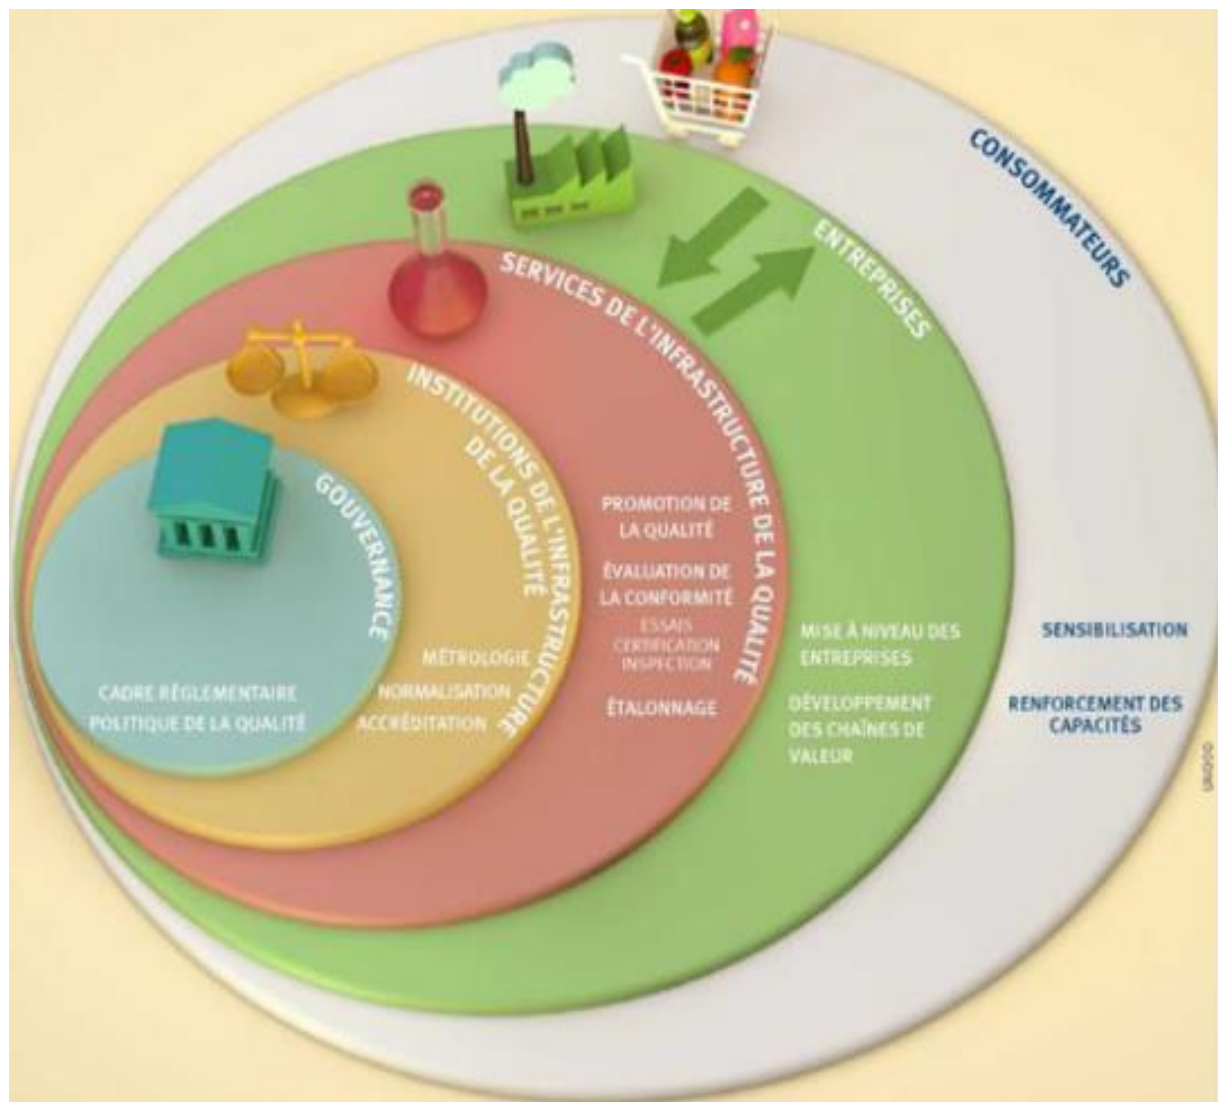 CONSOMMATEURS
ENTREPRISES
SERVICES DE L'INFRASTRUCTURE DE LA QUALITÉ
INSTITUTIONS DE L'INFRASTRUCTURE
DE LA QUALITÉ
GOUVERNANCE
CADRE RÉGLEMENTAIRE
POLITIQUE DE LA QUALITÉ
MÉTROLOGIE
NORMALISATION
ACCRÉDITATION
PROMOTION DE
LA QUALITÉ
ÉVALUATION DE
LA CONFORMITÉ
ESSAIS
CERTIFICATION
INSPECTION
ÉTALONNAGE
MISE À NIVEAU DES
ENTREPRISES
DÉVELOPPEMENT
DES CHAÎNES DE
VALEUR
SENSIBILISATION
RENFORCEMENT DES
CAPACITÉS